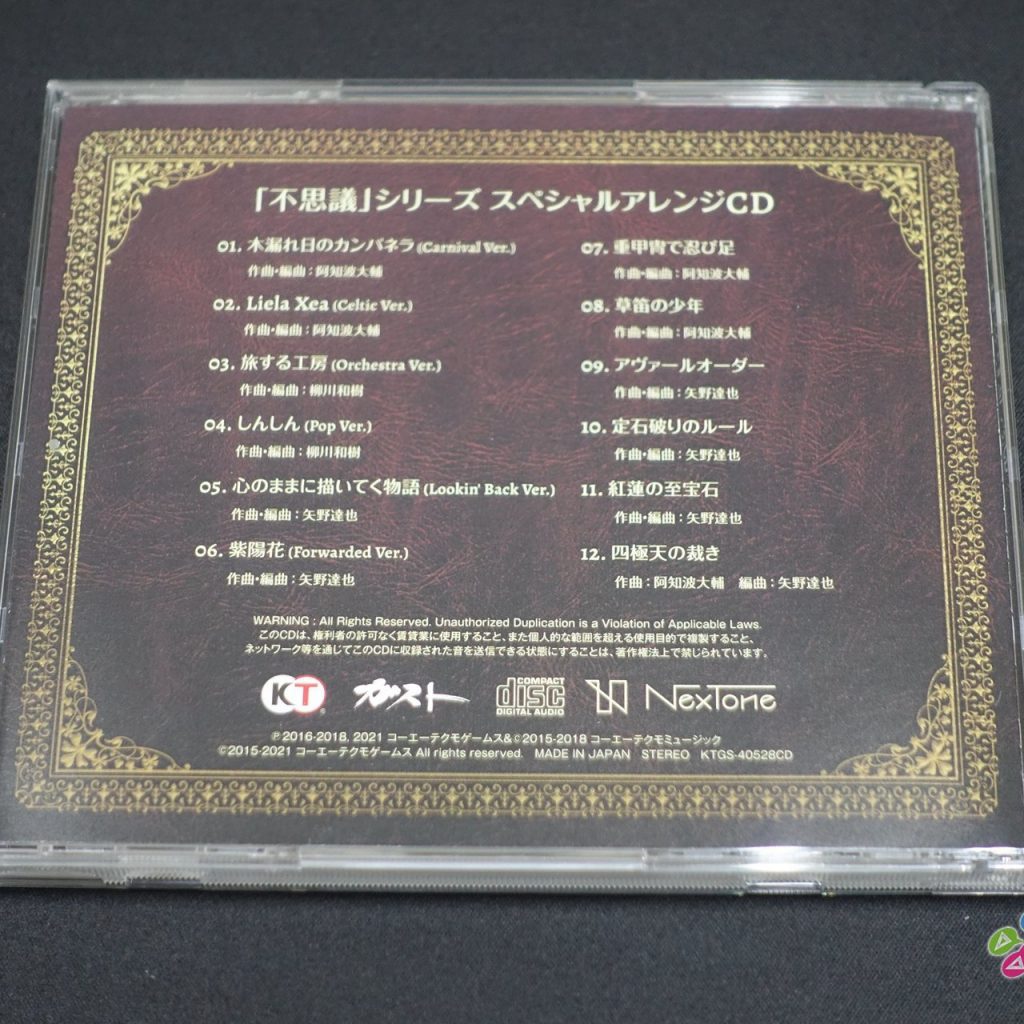 「不思議」シリーズ スペシャルアレンジCD
01. 木漏れ日のカンパネラ (Carnival Ver.)
作曲・編曲：阿知波大輔
02. Liela Xea (Celtic Ver.)
作曲・編曲：阿知波大輔
03. 旅する工房 (Orchestra Ver.)
作曲・編曲：柳川和樹
04. しんしん (Pop Ver.)
作曲・編曲：柳川和樹
05. 心のままに描いてく物語 (Lookin' Back Ver.)
作曲・編曲：矢野達也
06. 紫陽花 (Forwarded Ver.)
作曲・編曲：矢野達也
07. 重甲冑で忍び足
作曲・編曲：阿知波大輔
08. 草笛の少年
作曲・編曲：阿知波大輔
09. アヴァールオーダー
作曲・編曲：矢野達也
10. 定石破りのルール
作曲・編曲：矢野達也
11. 紅蓮の至宝石
作曲・編曲：矢野達也
12. 四極天の裁き
作曲：阿知波大輔 編曲：矢野達也
WARNING : All Rights Reserved. Unauthorized Duplication is a Violation of Applicable Laws.
このCDは、権利者の許可なく賃貸業に使用すること、また個人的な範囲を超える使用目的で複製すること、
ネットワーク等を通じてこのCDに収録された音を送信できる状態にすることは、著作権法上で禁じられています。
KT® ガスト COMPACT disc DIGITAL AUDIO N NexTone
℗2016-2018, 2021 コーエーテクモゲームス&©2015-2018 コーエーテクモミュージック
©2015-2021 コーエーテクモゲームス All rights reserved. MADE IN JAPAN STEREO KTGS-40528CD